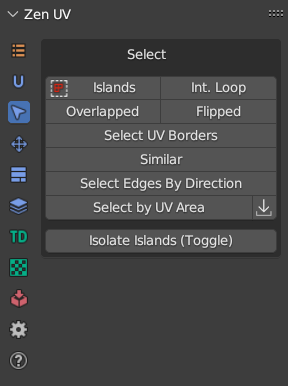 Zen UV
Select
Islands Int. Loop
Overlapped Flipped
Select UV Borders
Similar
Select Edges By Direction
Select by UV Area
TD
Isolate Islands (Toggle)